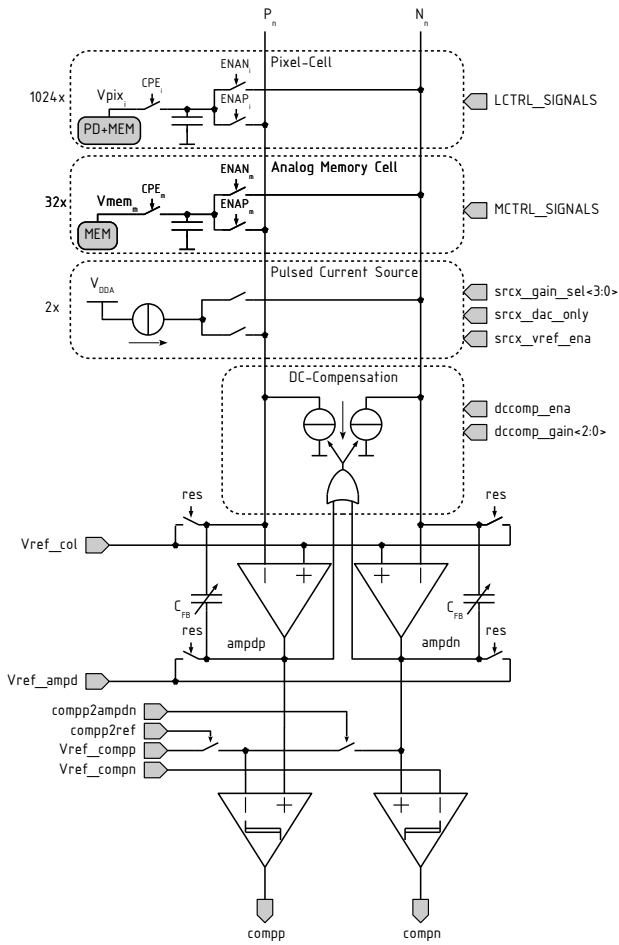 Pn Nn
Pixel-Cell
ENANi
1024x Vpixi CPEi
ENAPi
LCTRL_SIGNALS
PD+MEM
Analog Memory Cell
ENANm
32x Vmemm CPEm
ENAPm
MCTRL_SIGNALS
MEM
Pulsed Current Source
VDDA
2x
srcx_gain_sel<3:0>
srcx_dac_only
srcx_vref_ena
DC-Compensation
dccomp_ena
dccomp_gain<2:0>
res res
Vref_col
+ +
CFB CFB
res ampdp ampdn res
Vref_ampd
compp2ampdn
compp2ref
Vref_compp
Vref_compn
+ +
compp compn